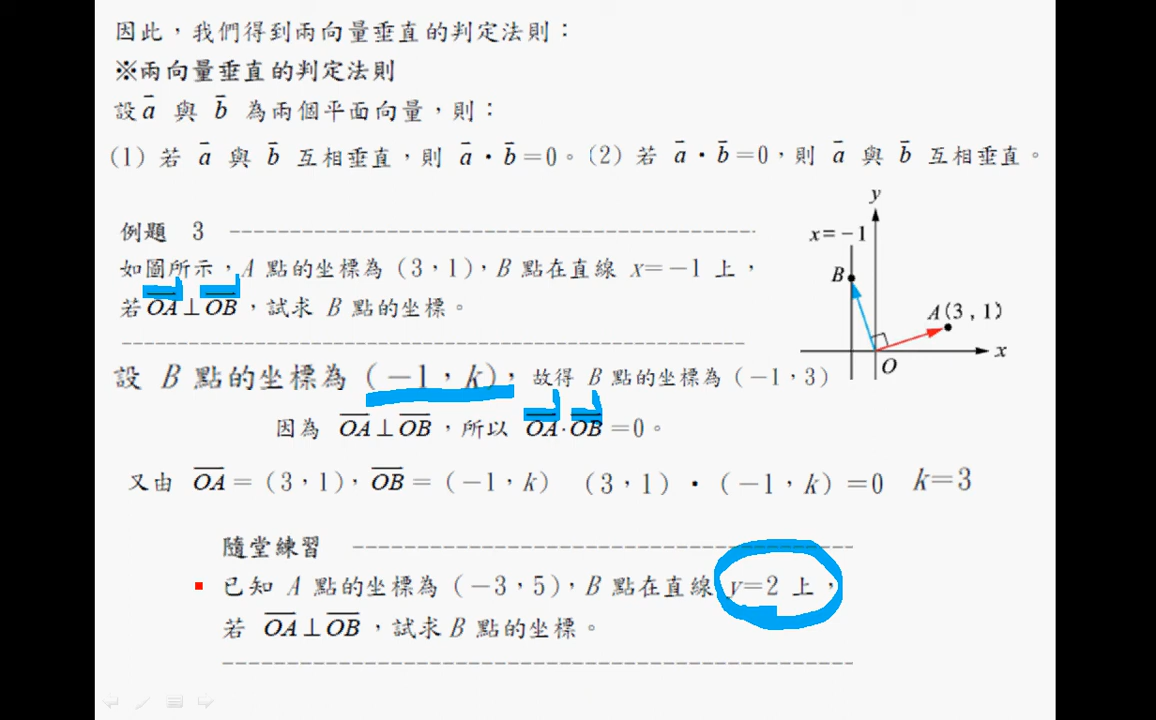 因此，我們得到兩向量垂直的判定法則：
※兩向量垂直的判定法則
設 a 與 b 為兩個平面向量，則：
(1) 若 a 與 b 互相垂直，則 a・b=0。(2) 若 a・b=0，則 a 與 b 互相垂直。
例題 3
如圖所示，A 點的坐標為 (3，1)，B 點在直線 x=-1 上，
若 OA⊥OB，試求 B 點的坐標。
y
x=-1
B
A(3，1)
x
O
設 B 點的坐標為 (-1，k)，故得 B 點的坐標為 (-1，3)
因為 OA⊥OB，所以 OA·OB=0。
又由 OA=(3，1)，OB=(-1，k) (3，1)・(-1，k)=0 k=3
隨堂練習
已知 A 點的坐標為 (-3，5)，B 點在直線 y=2 上，
若 OA⊥OB，試求 B 點的坐標。